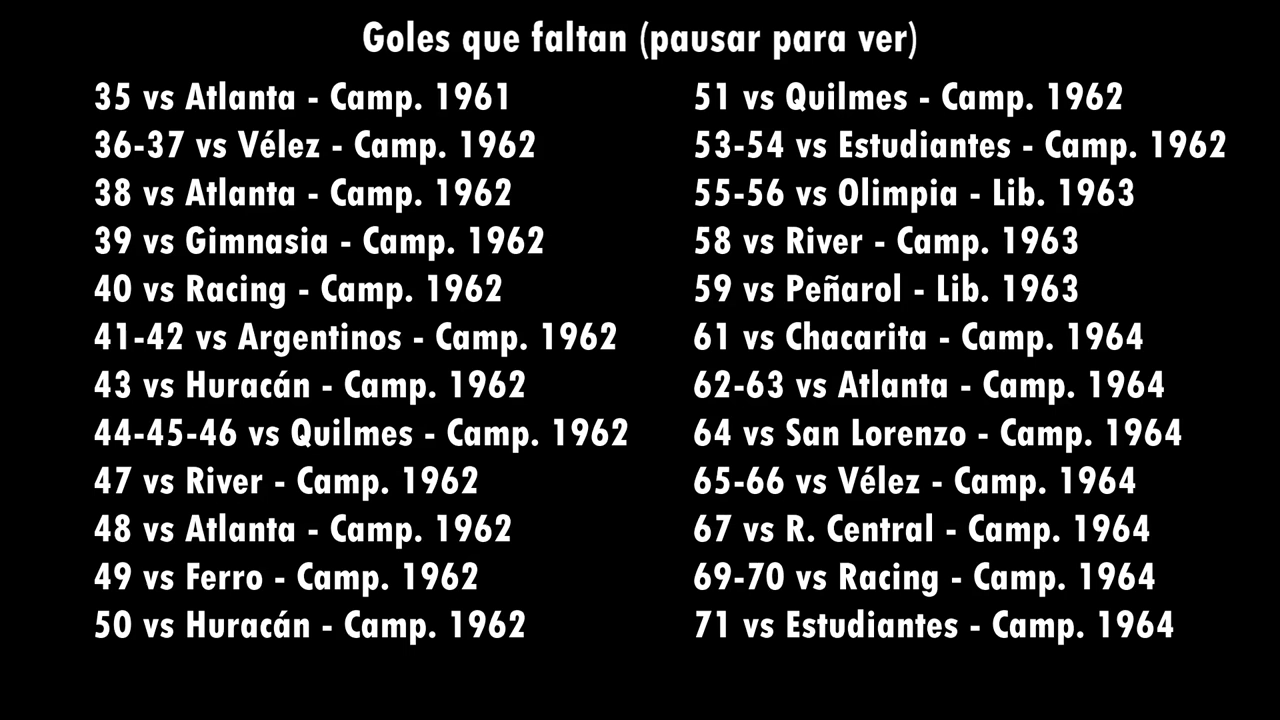 Goles que faltan (pausar para ver)
35 vs Atlanta - Camp. 1961
36-37 vs Vélez - Camp. 1962
38 vs Atlanta - Camp. 1962
39 vs Gimnasia - Camp. 1962
40 vs Racing - Camp. 1962
41-42 vs Argentinos - Camp. 1962
43 vs Huracán - Camp. 1962
44-45-46 vs Quilmes - Camp. 1962
47 vs River - Camp. 1962
48 vs Atlanta - Camp. 1962
49 vs Ferro - Camp. 1962
50 vs Huracán - Camp. 1962
51 vs Quilmes - Camp. 1962
53-54 vs Estudiantes - Camp. 1962
55-56 vs Olimpia - Lib. 1963
58 vs River - Camp. 1963
59 vs Peñarol - Lib. 1963
61 vs Chacarita - Camp. 1964
62-63 vs Atlanta - Camp. 1964
64 vs San Lorenzo - Camp. 1964
65-66 vs Vélez - Camp. 1964
67 vs R. Central - Camp. 1964
69-70 vs Racing - Camp. 1964
71 vs Estudiantes - Camp. 1964